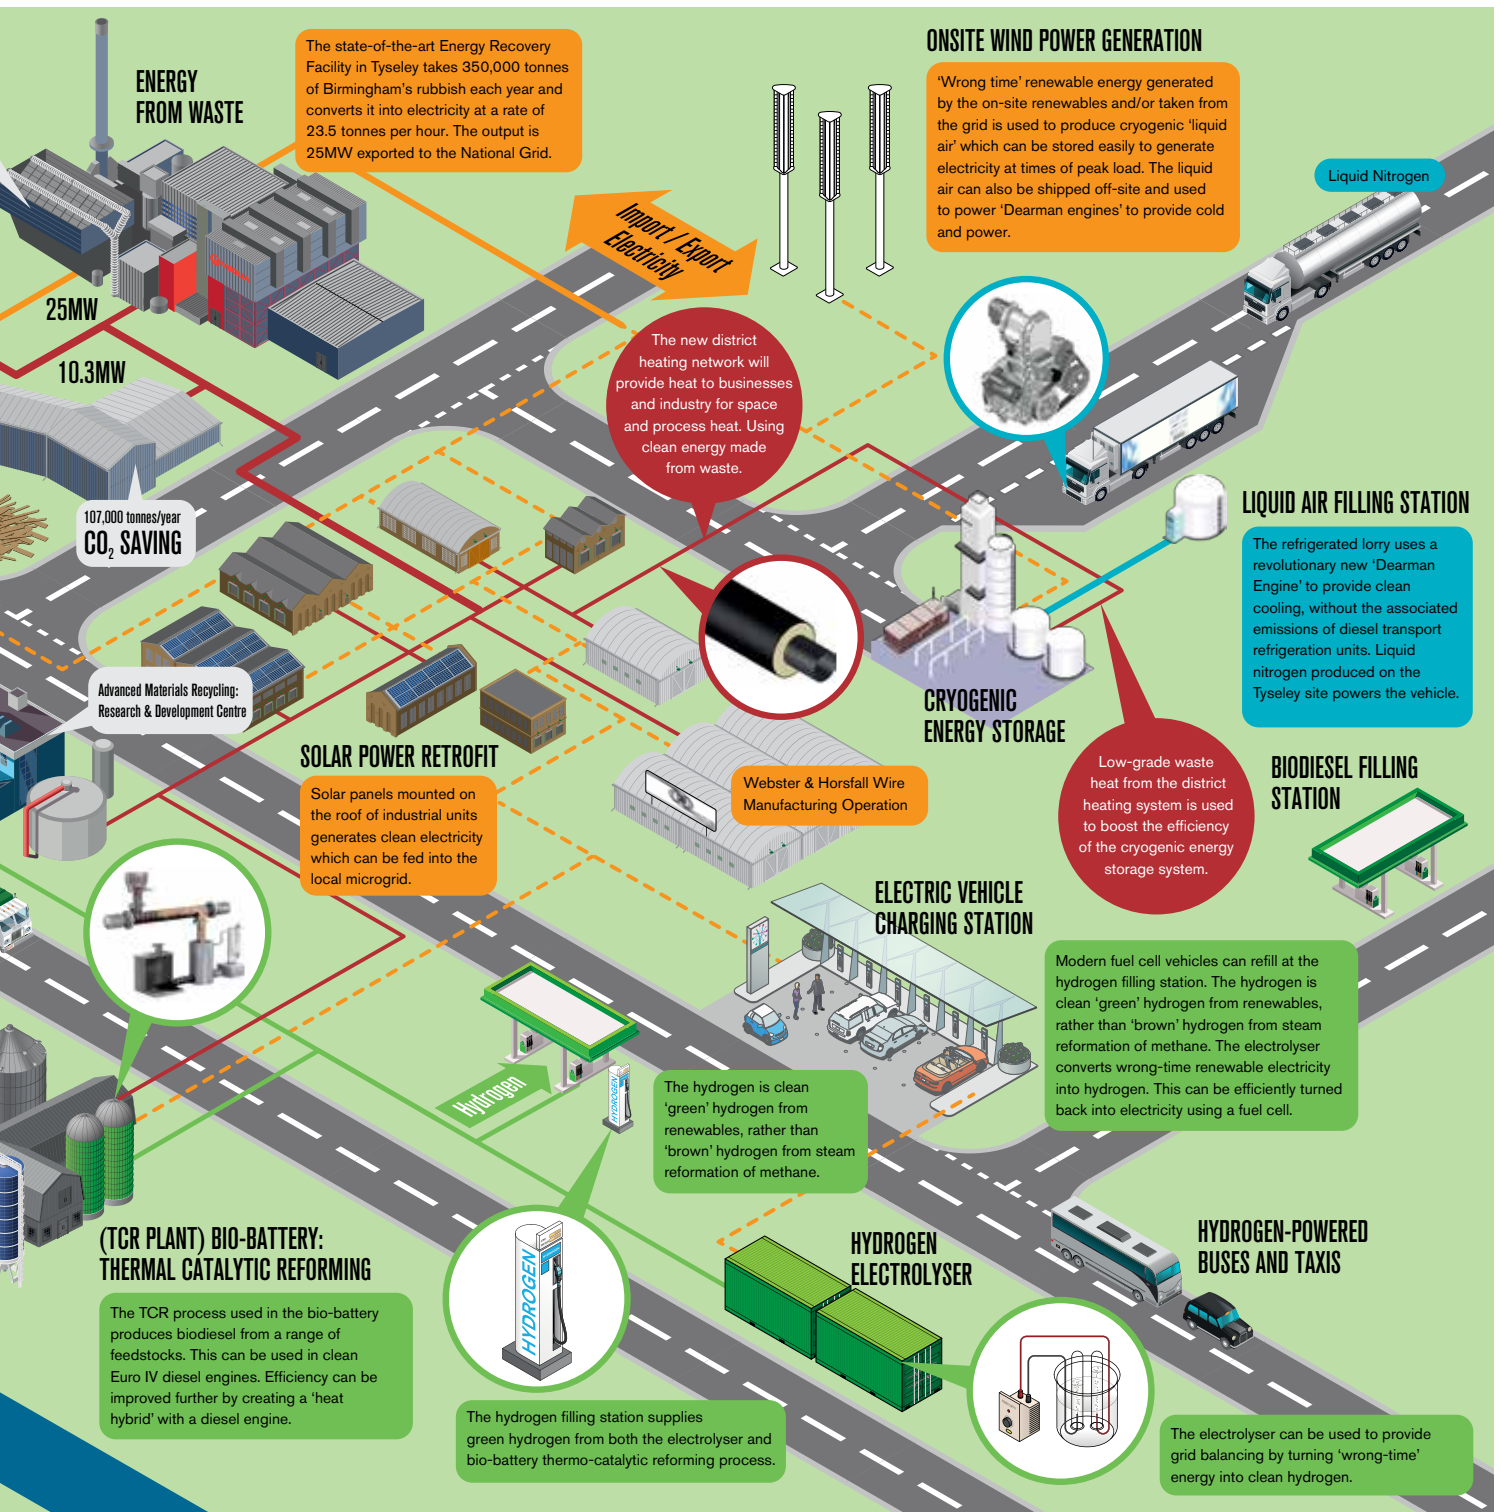 ENERGY
FROM WASTE
The state-of-the-art Energy Recovery
Facility in Tyseley takes 350,000 tonnes
of Birmingham's rubbish each year and
converts it into electricity at a rate of
23.5 tonnes per hour. The output is
25MW exported to the National Grid.
ONSITE WIND POWER GENERATION
'Wrong time' renewable energy generated
by the on-site renewables and/or taken from
the grid is used to produce cryogenic 'liquid
air' which can be stored easily to generate
electricity at times of peak load. The liquid
air can also be shipped off-site and used
to power 'Dearman engines' to provide cold
and power.
Liquid Nitrogen
Import / Export
Electricity
25MW
10.3MW
The new district
heating network will
provide heat to businesses
and industry for space
and process heat. Using
clean energy made
from waste.
107,000 tonnes/year
CO₂ SAVING
LIQUID AIR FILLING STATION
The refrigerated lorry uses a
revolutionary new 'Dearman
Engine' to provide clean
cooling, without the associated
emissions of diesel transport
refrigeration units. Liquid
nitrogen produced on the
Tyseley site powers the vehicle.
Advanced Materials Recycling:
Research & Development Centre
CRYOGENIC
ENERGY STORAGE
SOLAR POWER RETROFIT
Solar panels mounted on
the roof of industrial units
generates clean electricity
which can be fed into the
local microgrid.
Webster & Horsfall Wire
Manufacturing Operation
Low-grade waste
heat from the district
heating system is used
to boost the efficiency
of the cryogenic energy
storage system.
BIODIESEL FILLING
STATION
ELECTRIC VEHICLE
CHARGING STATION
Modern fuel cell vehicles can refill at the
hydrogen filling station. The hydrogen is
clean 'green' hydrogen from renewables,
rather than 'brown' hydrogen from steam
reformation of methane. The electrolyser
converts wrong-time renewable electricity
into hydrogen. This can be efficiently turned
back into electricity using a fuel cell.
Hydrogen
HYDROGEN
The hydrogen is clean
'green' hydrogen from
renewables, rather than
'brown' hydrogen from steam
reformation of methane.
(TCR PLANT) BIO-BATTERY:
THERMAL CATALYTIC REFORMING
The TCR process used in the bio-battery
produces biodiesel from a range of
feedstocks. This can be used in clean
Euro IV diesel engines. Efficiency can be
improved further by creating a 'heat
hybrid' with a diesel engine.
HYDROGEN
The hydrogen filling station supplies
green hydrogen from both the electrolyser and
bio-battery thermo-catalytic reforming process.
HYDROGEN
ELECTROLYSER
HYDROGEN-POWERED
BUSES AND TAXIS
The electrolyser can be used to provide
grid balancing by turning 'wrong-time'
energy into clean hydrogen.